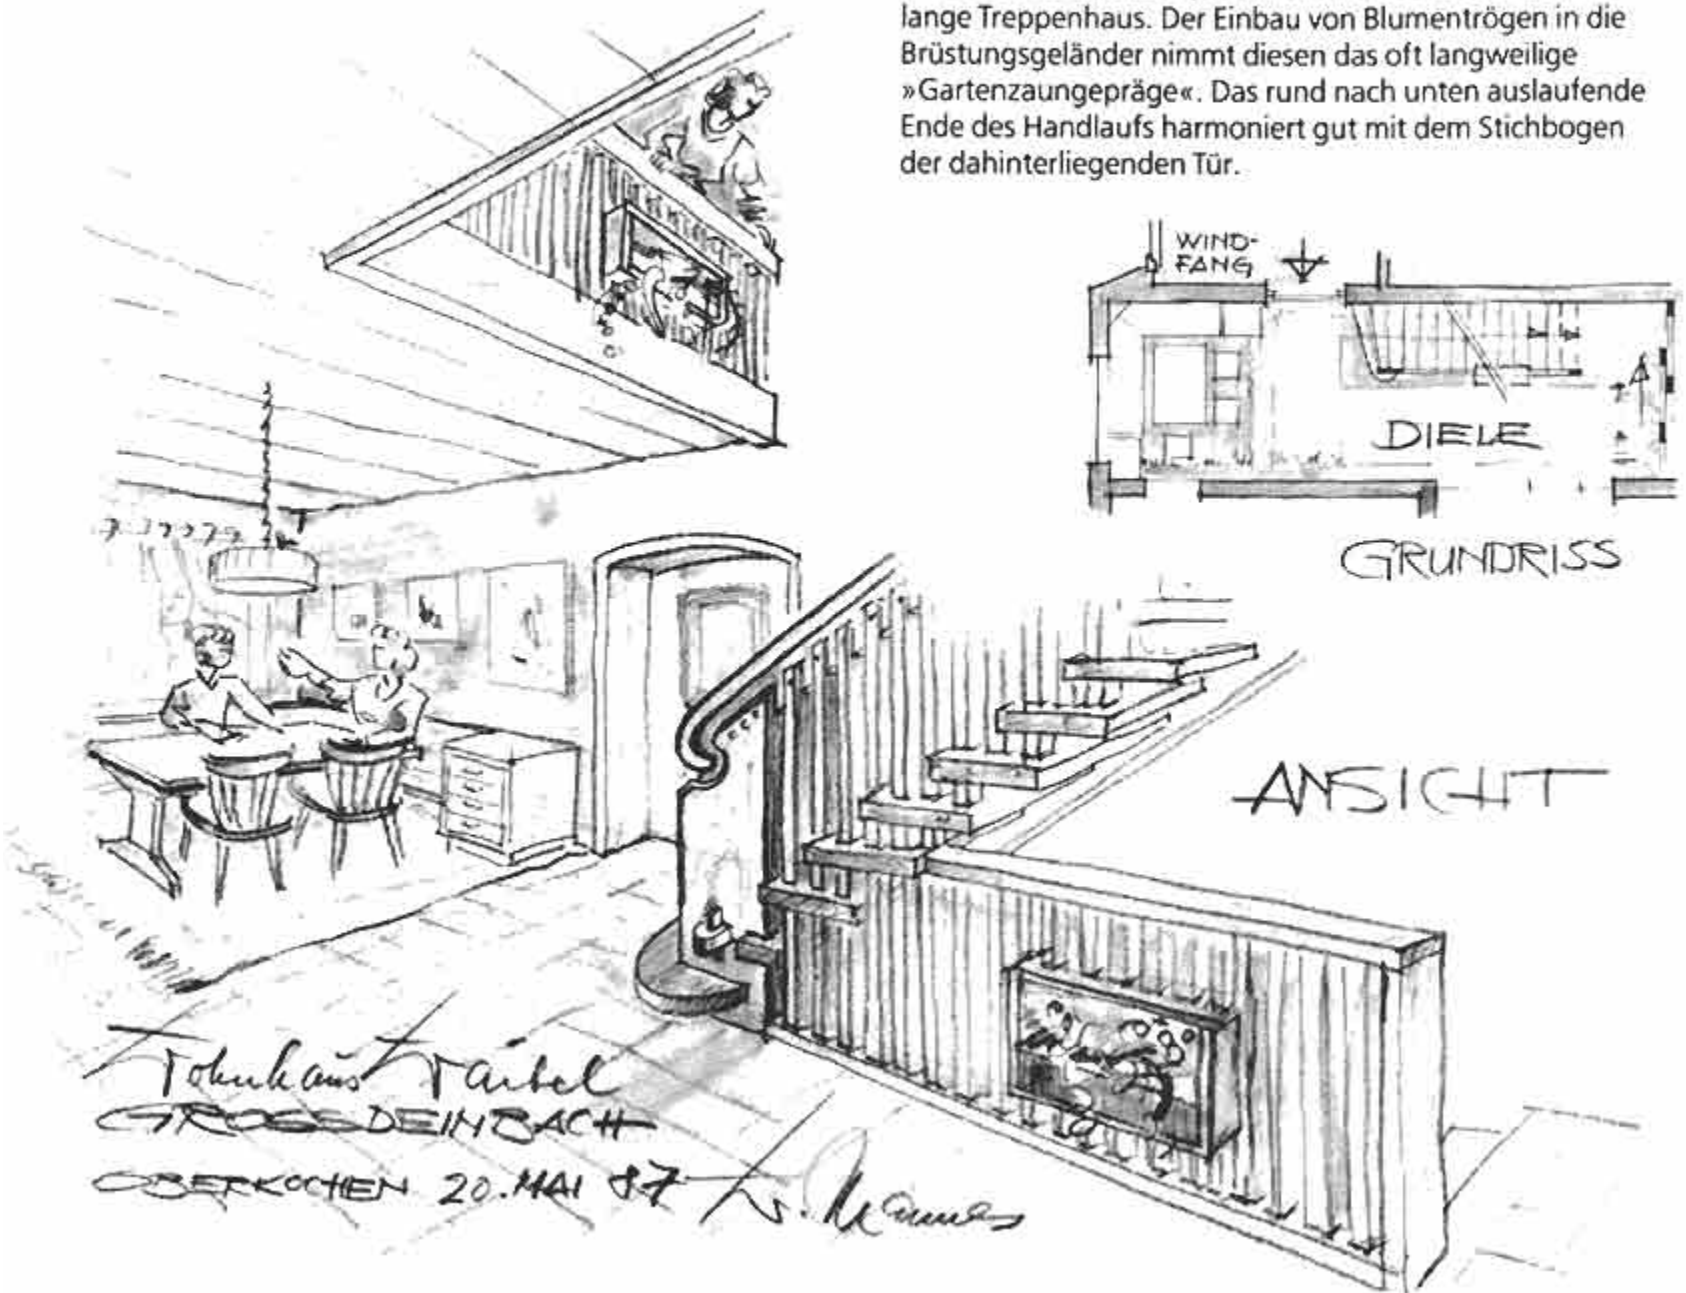 lange Treppenhaus. Der Einbau von Blumentrögen in die
Brüstungsgeländer nimmt diesen das oft langweilige
»Gartenzaungepräge«. Das rund nach unten auslaufende
Ende des Handlaufs harmoniert gut mit dem Stichbogen
der dahinterliegenden Tür.
WIND-
FANG
DIELE
GRUNDRISS
ANSICHT
GROSSDEINBACH
OBERKOCHEN 20. MAI 87